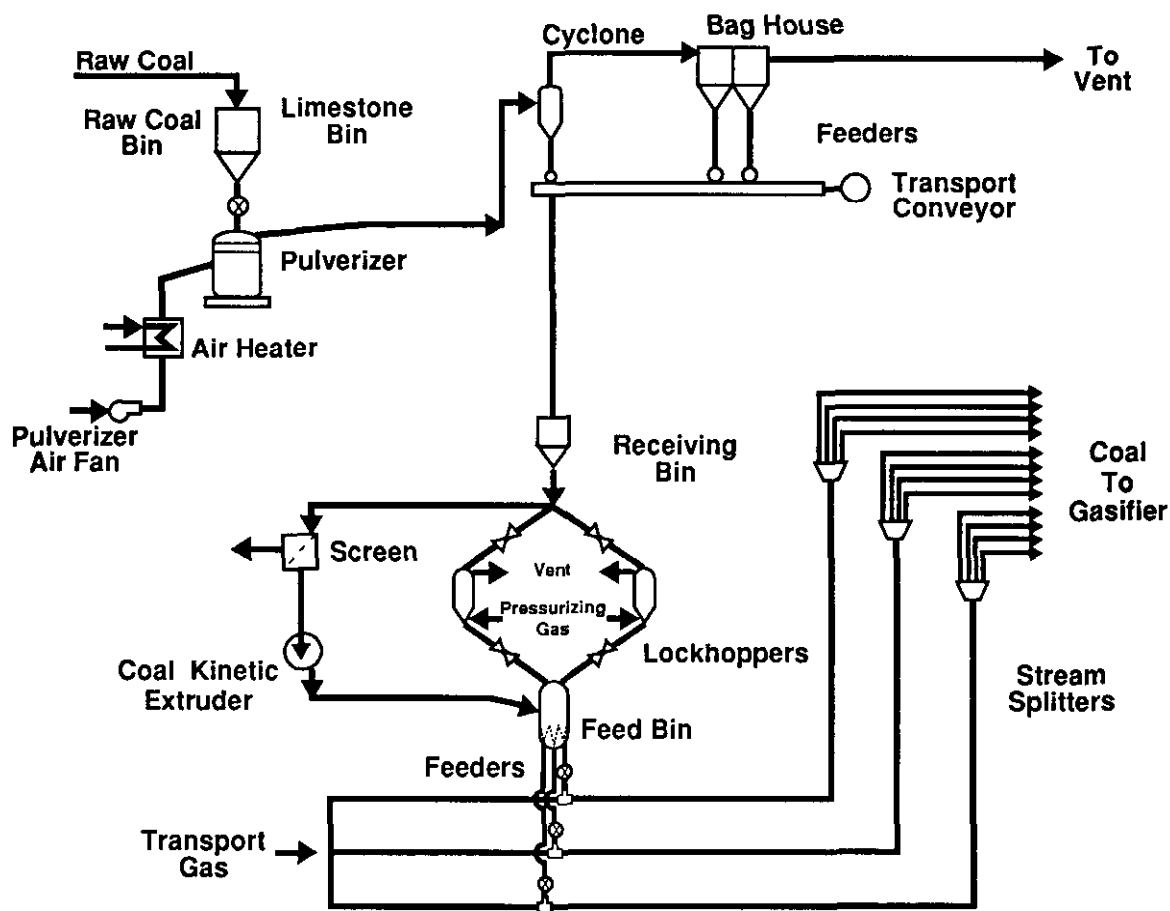 Cyclone
Bag House
Raw Coal
To
Vent
Raw Coal
Bin
Limestone
Bin
Feeders
Transport
Conveyor
Pulverizer
Air Heater
Pulverizer
Air Fan
Receiving
Bin
Coal
To
Gasifier
Screen
Vent
Pressurizing
Gas
Lockhoppers
Coal Kinetic
Extruder
Stream
Splitters
Feed Bin
Feeders
Transport
Gas